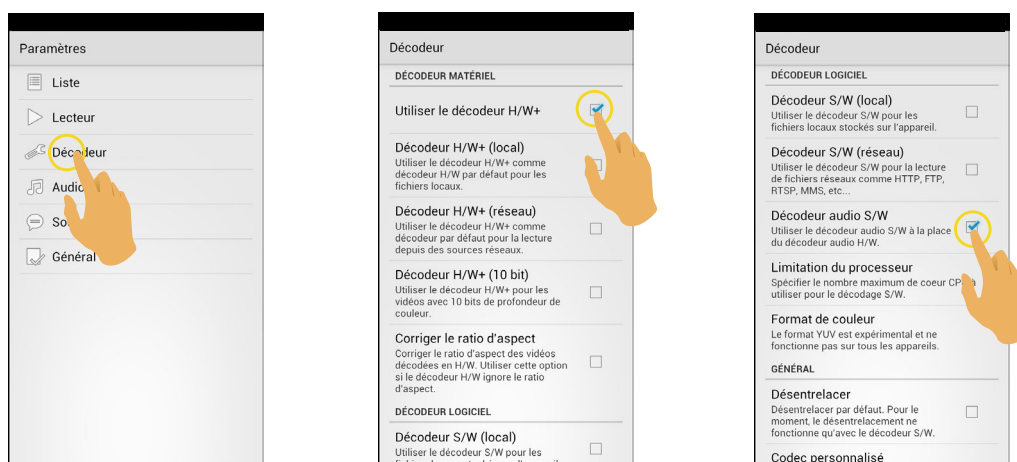 Paramètres
Liste
Lecteur
Décodeur
Audio
Général
Décodeur
DÉCODEUR MATÉRIEL
Utiliser le décodeur H/W+
Décodeur H/W+ (local)
Utiliser le décodeur H/W+ comme
décodeur H/W par défaut pour les
fichiers locaux.
Décodeur H/W+ (réseau)
Utiliser le décodeur H/W+ comme
décodeur par défaut pour la lecture
depuis des sources réseaux.
Décodeur H/W+ (10 bit)
Utiliser le décodeur H/W+ pour les
vidéos avec 10 bits de profondeur de
couleur.
Corriger le ratio d'aspect
Corriger le ratio d'aspect des vidéos
décodées en H/W. Utiliser cette option
si le décodeur H/W ignore le ratio
d'aspect.
DÉCODEUR LOGICIEL
Décodeur S/W (local)
Utiliser le décodeur S/W pour les
Décodeur
DÉCODEUR LOGICIEL
Décodeur S/W (local)
Utiliser le décodeur S/W pour les
fichiers locaux stockés sur l'appareil.
Décodeur S/W (réseau)
Utiliser le décodeur S/W pour la lecture
de fichiers réseaux comme HTTP, FTP,
RTSP, MMS, etc...
Décodeur audio S/W
Utiliser le décodeur audio S/W à la place
du décodeur audio H/W.
Limitation du processeur
Spécifier le nombre maximum de coeur CPU à
utiliser pour le décodage S/W.
Format de couleur
Le format YUV est expérimental et ne
fonctionne pas sur tous les appareils.
GÉNÉRAL
Désentrelacer
Désentrelacer par défaut. Pour le
moment, le désentrelacement ne
fonctionne qu'avec le décodeur S/W.
Codec personnalisé